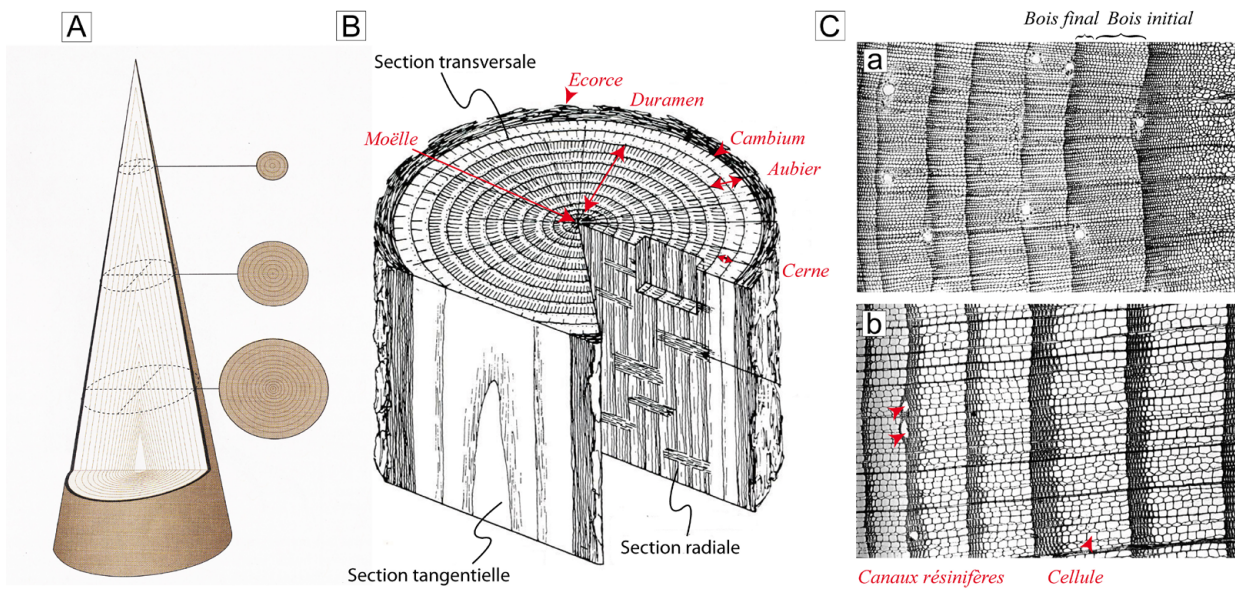 A
B
C
Bois final Bois initial
a
Section transversale
Ecorce
Duramen
Moëlle
Cambium
Aubier
Cerne
b
Section radiale
Section tangentielle
Canaux résinifères
Cellule